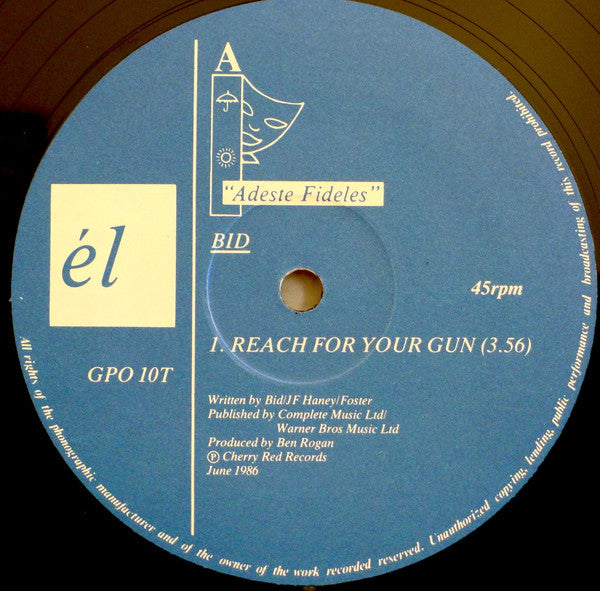 A
"Adeste Fideles"
BID
él
45rpm
1. REACH FOR YOUR GUN (3.56)
GPO 10T
Written by Bid/JF Haney/Foster
Published by Complete Music Ltd/
Warner Bros Music Ltd
Produced by Ben Rogan
Ⓟ Cherry Red Records
June 1986
All rights of the phonographic manufacturer and of the owner of the work recorded reserved. Unauthorized copying, lending, public performance and broadcasting of this record prohibited.